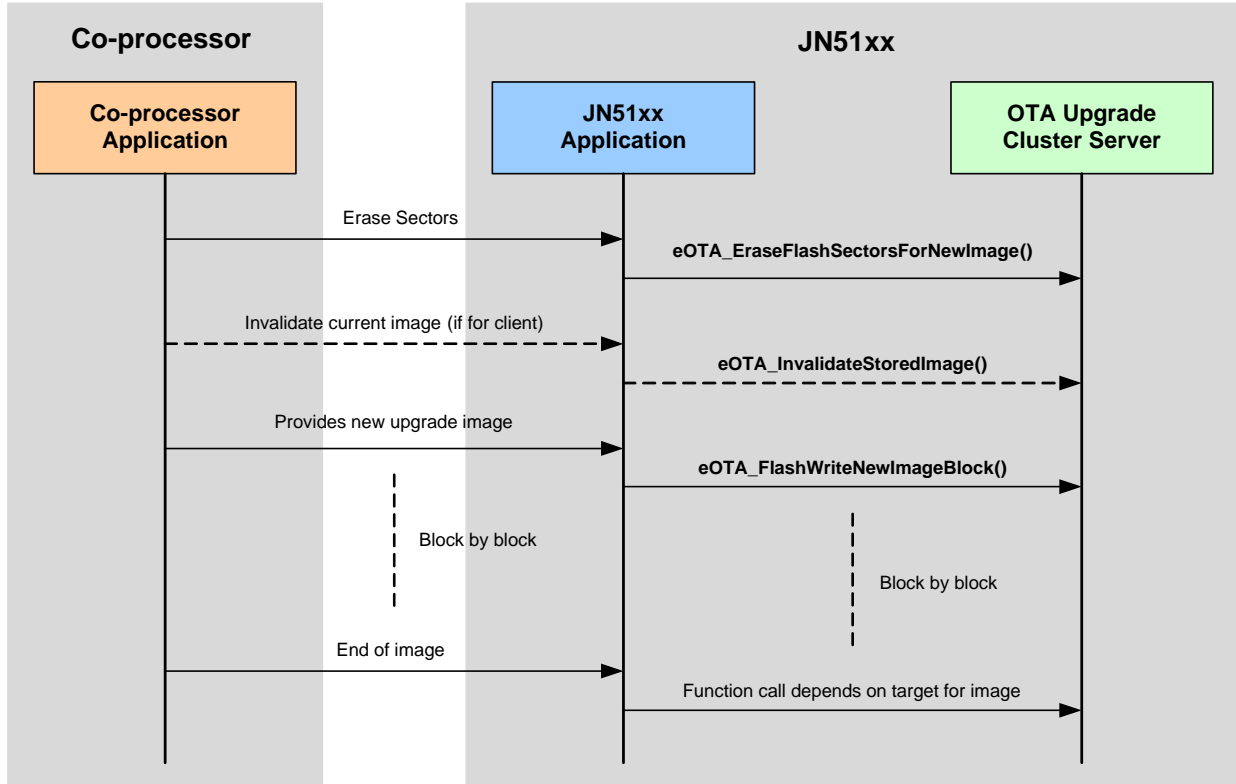 Co-processor
JN51xx
Co-processor
Application
JN51xx
Application
OTA Upgrade
Cluster Server
Erase Sectors
eOTA_EraseFlashSectorsForNewImage()
Invalidate current image (if for client)
eOTA_InvalidateStoredImage()
Provides new upgrade image
eOTA_FlashWriteNewImageBlock()
Block by block
Block by block
End of image
Function call depends on target for image